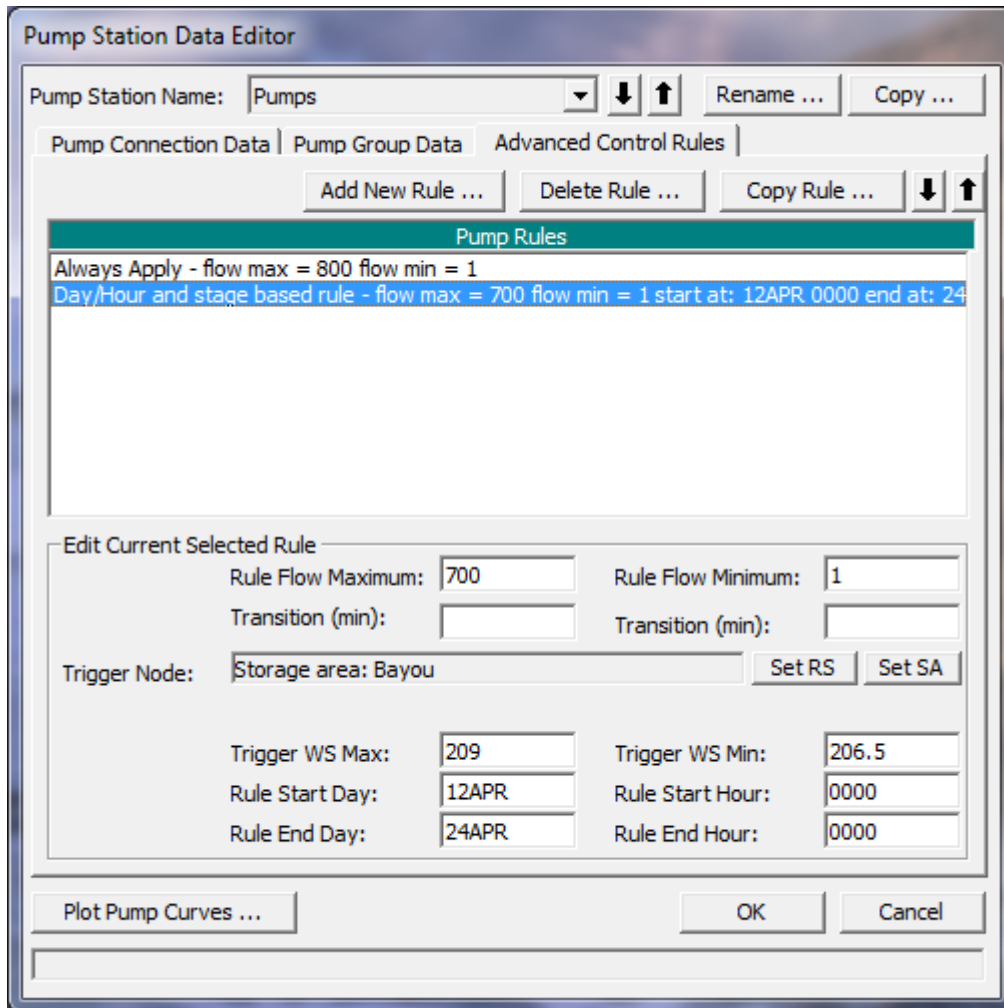 Pump Station Data Editor
Pump Station Name: Pumps Rename ... Copy ...
Pump Connection Data Pump Group Data Advanced Control Rules
Add New Rule ... Delete Rule ... Copy Rule ...
Pump Rules
Always Apply - flow max = 800 flow min = 1
Day/Hour and stage based rule - flow max = 700 flow min = 1 start at: 12APR 0000 end at: 24
Edit Current Selected Rule
Rule Flow Maximum: 700 Rule Flow Minimum: 1
Transition (min): Transition (min):
Trigger Node: Storage area: Bayou Set RS Set SA
Trigger WS Max: 209 Trigger WS Min: 206.5
Rule Start Day: 12APR Rule Start Hour: 0000
Rule End Day: 24APR Rule End Hour: 0000
Plot Pump Curves ... OK Cancel